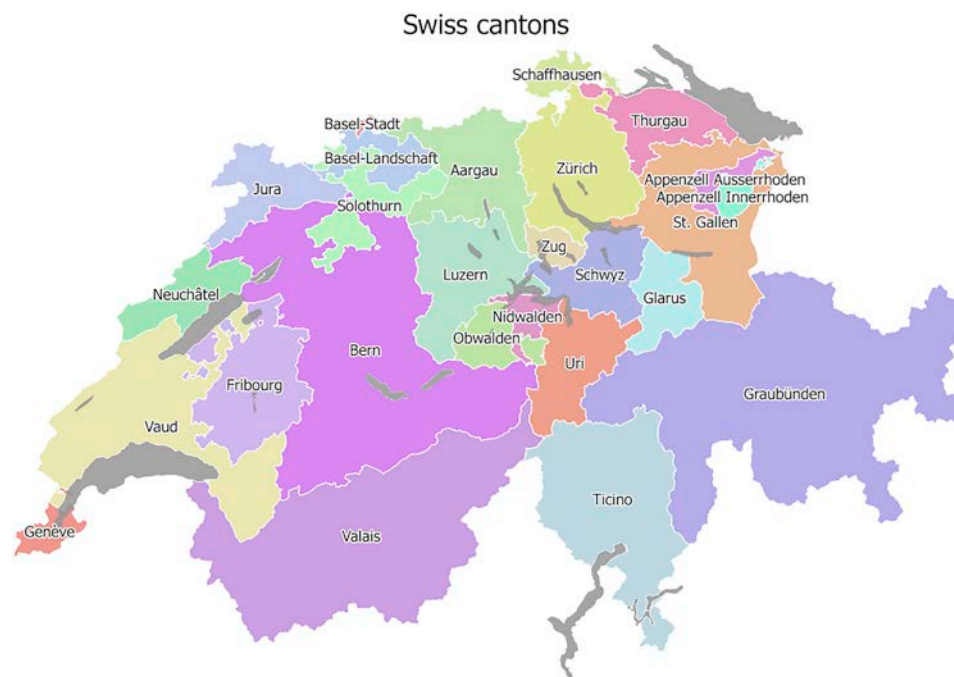 Swiss cantons
Schaffhausen
Basel-Stadt
Thurgau
Basel-Landschaft
Aargau
Zürich
Appenzell Ausserrhoden
Jura
Appenzell Innerrhoden
Solothurn
St. Gallen
Zug
Luzern
Schwyz
Neuchâtel
Glarus
Nidwalden
Obwalden
Bern
Uri
Fribourg
Graubünden
Vaud
Ticino
Genève
Valais